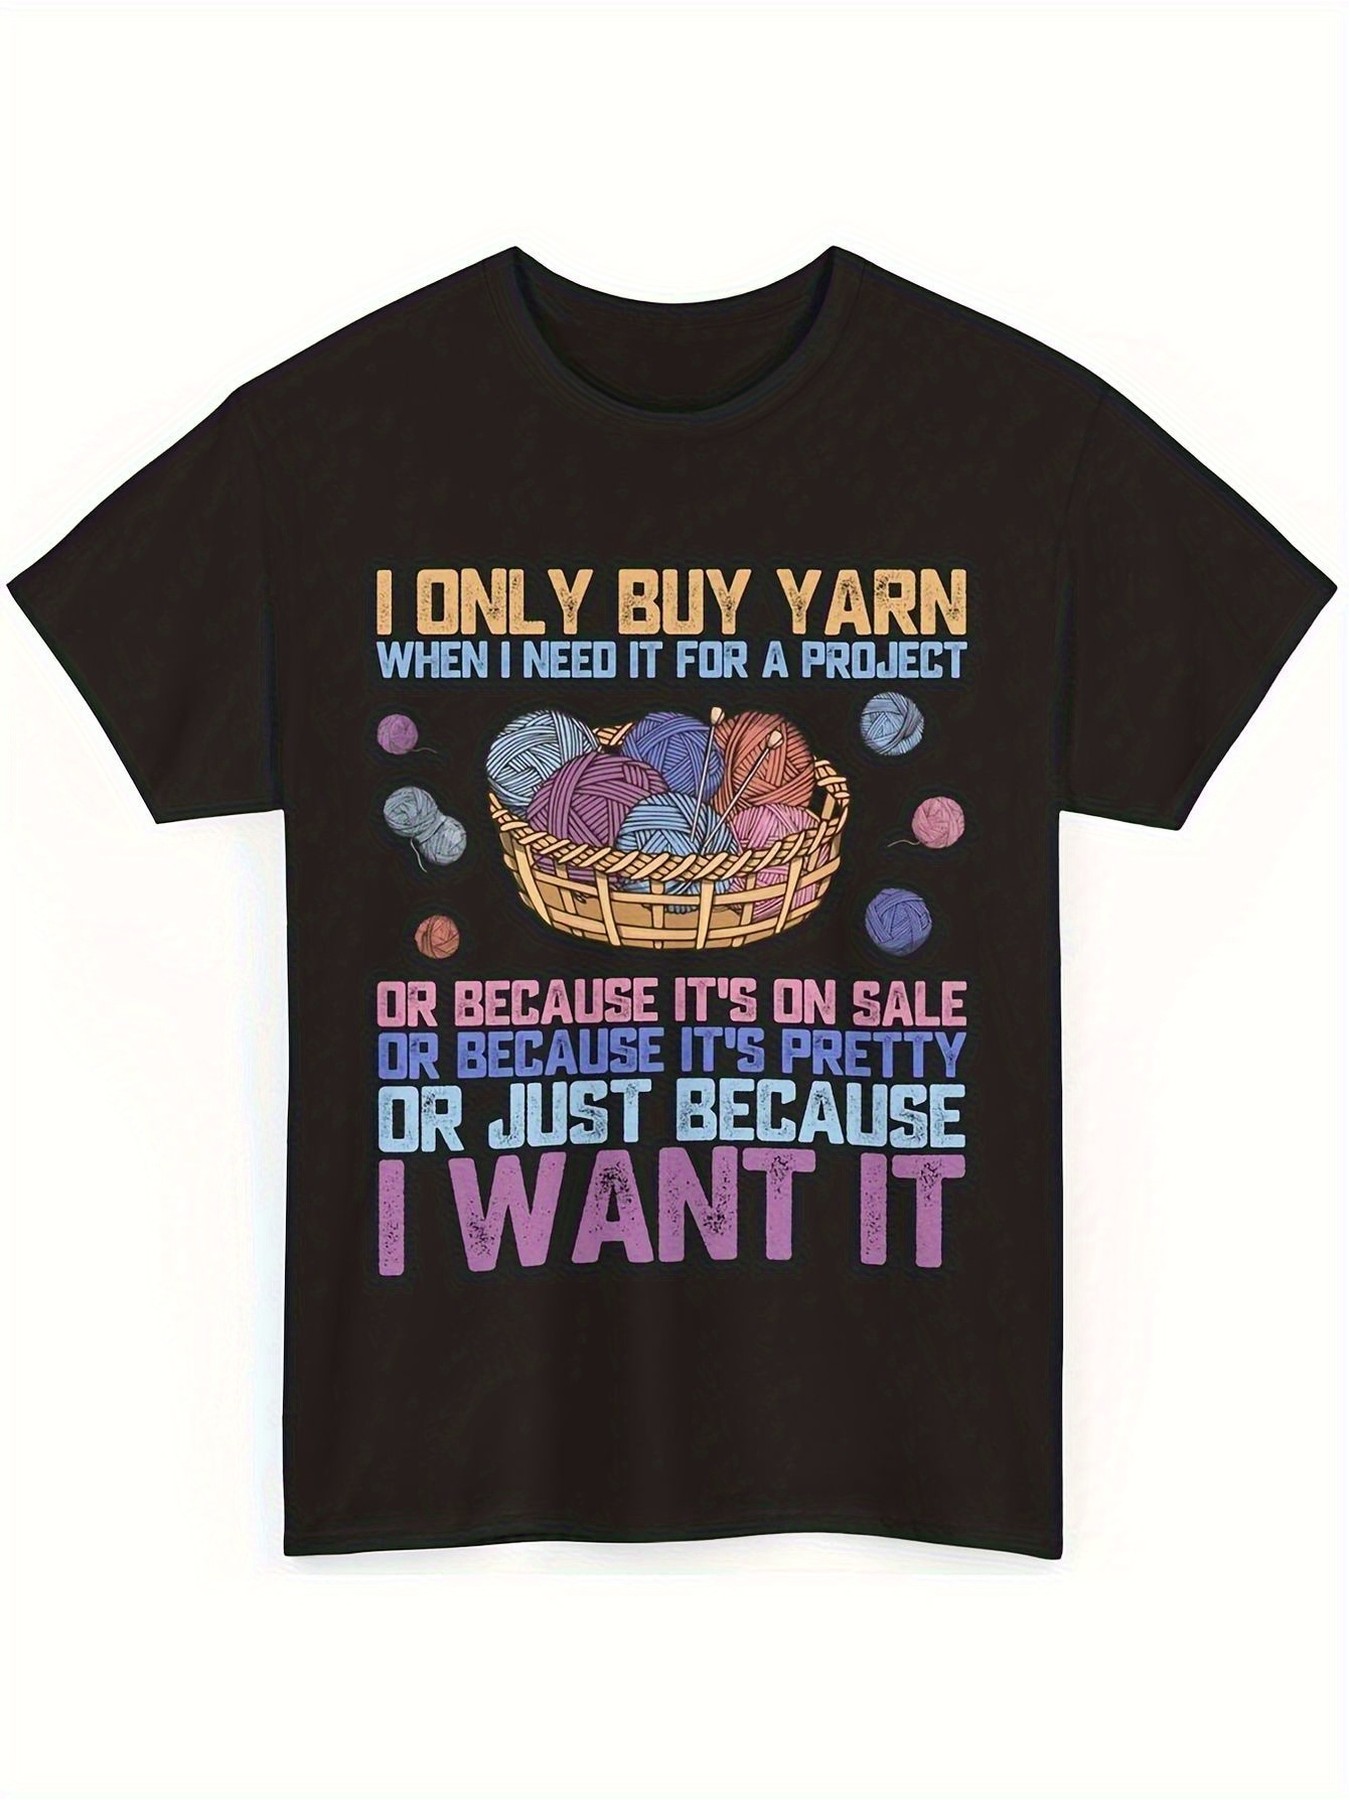 I ONLY BUY YARN
WHEN I NEED IT FOR A PROJECT
OR BECAUSE IT'S ON SALE
OR BECAUSE IT'S PRETTY
OR JUST BECAUSE
I WANT IT